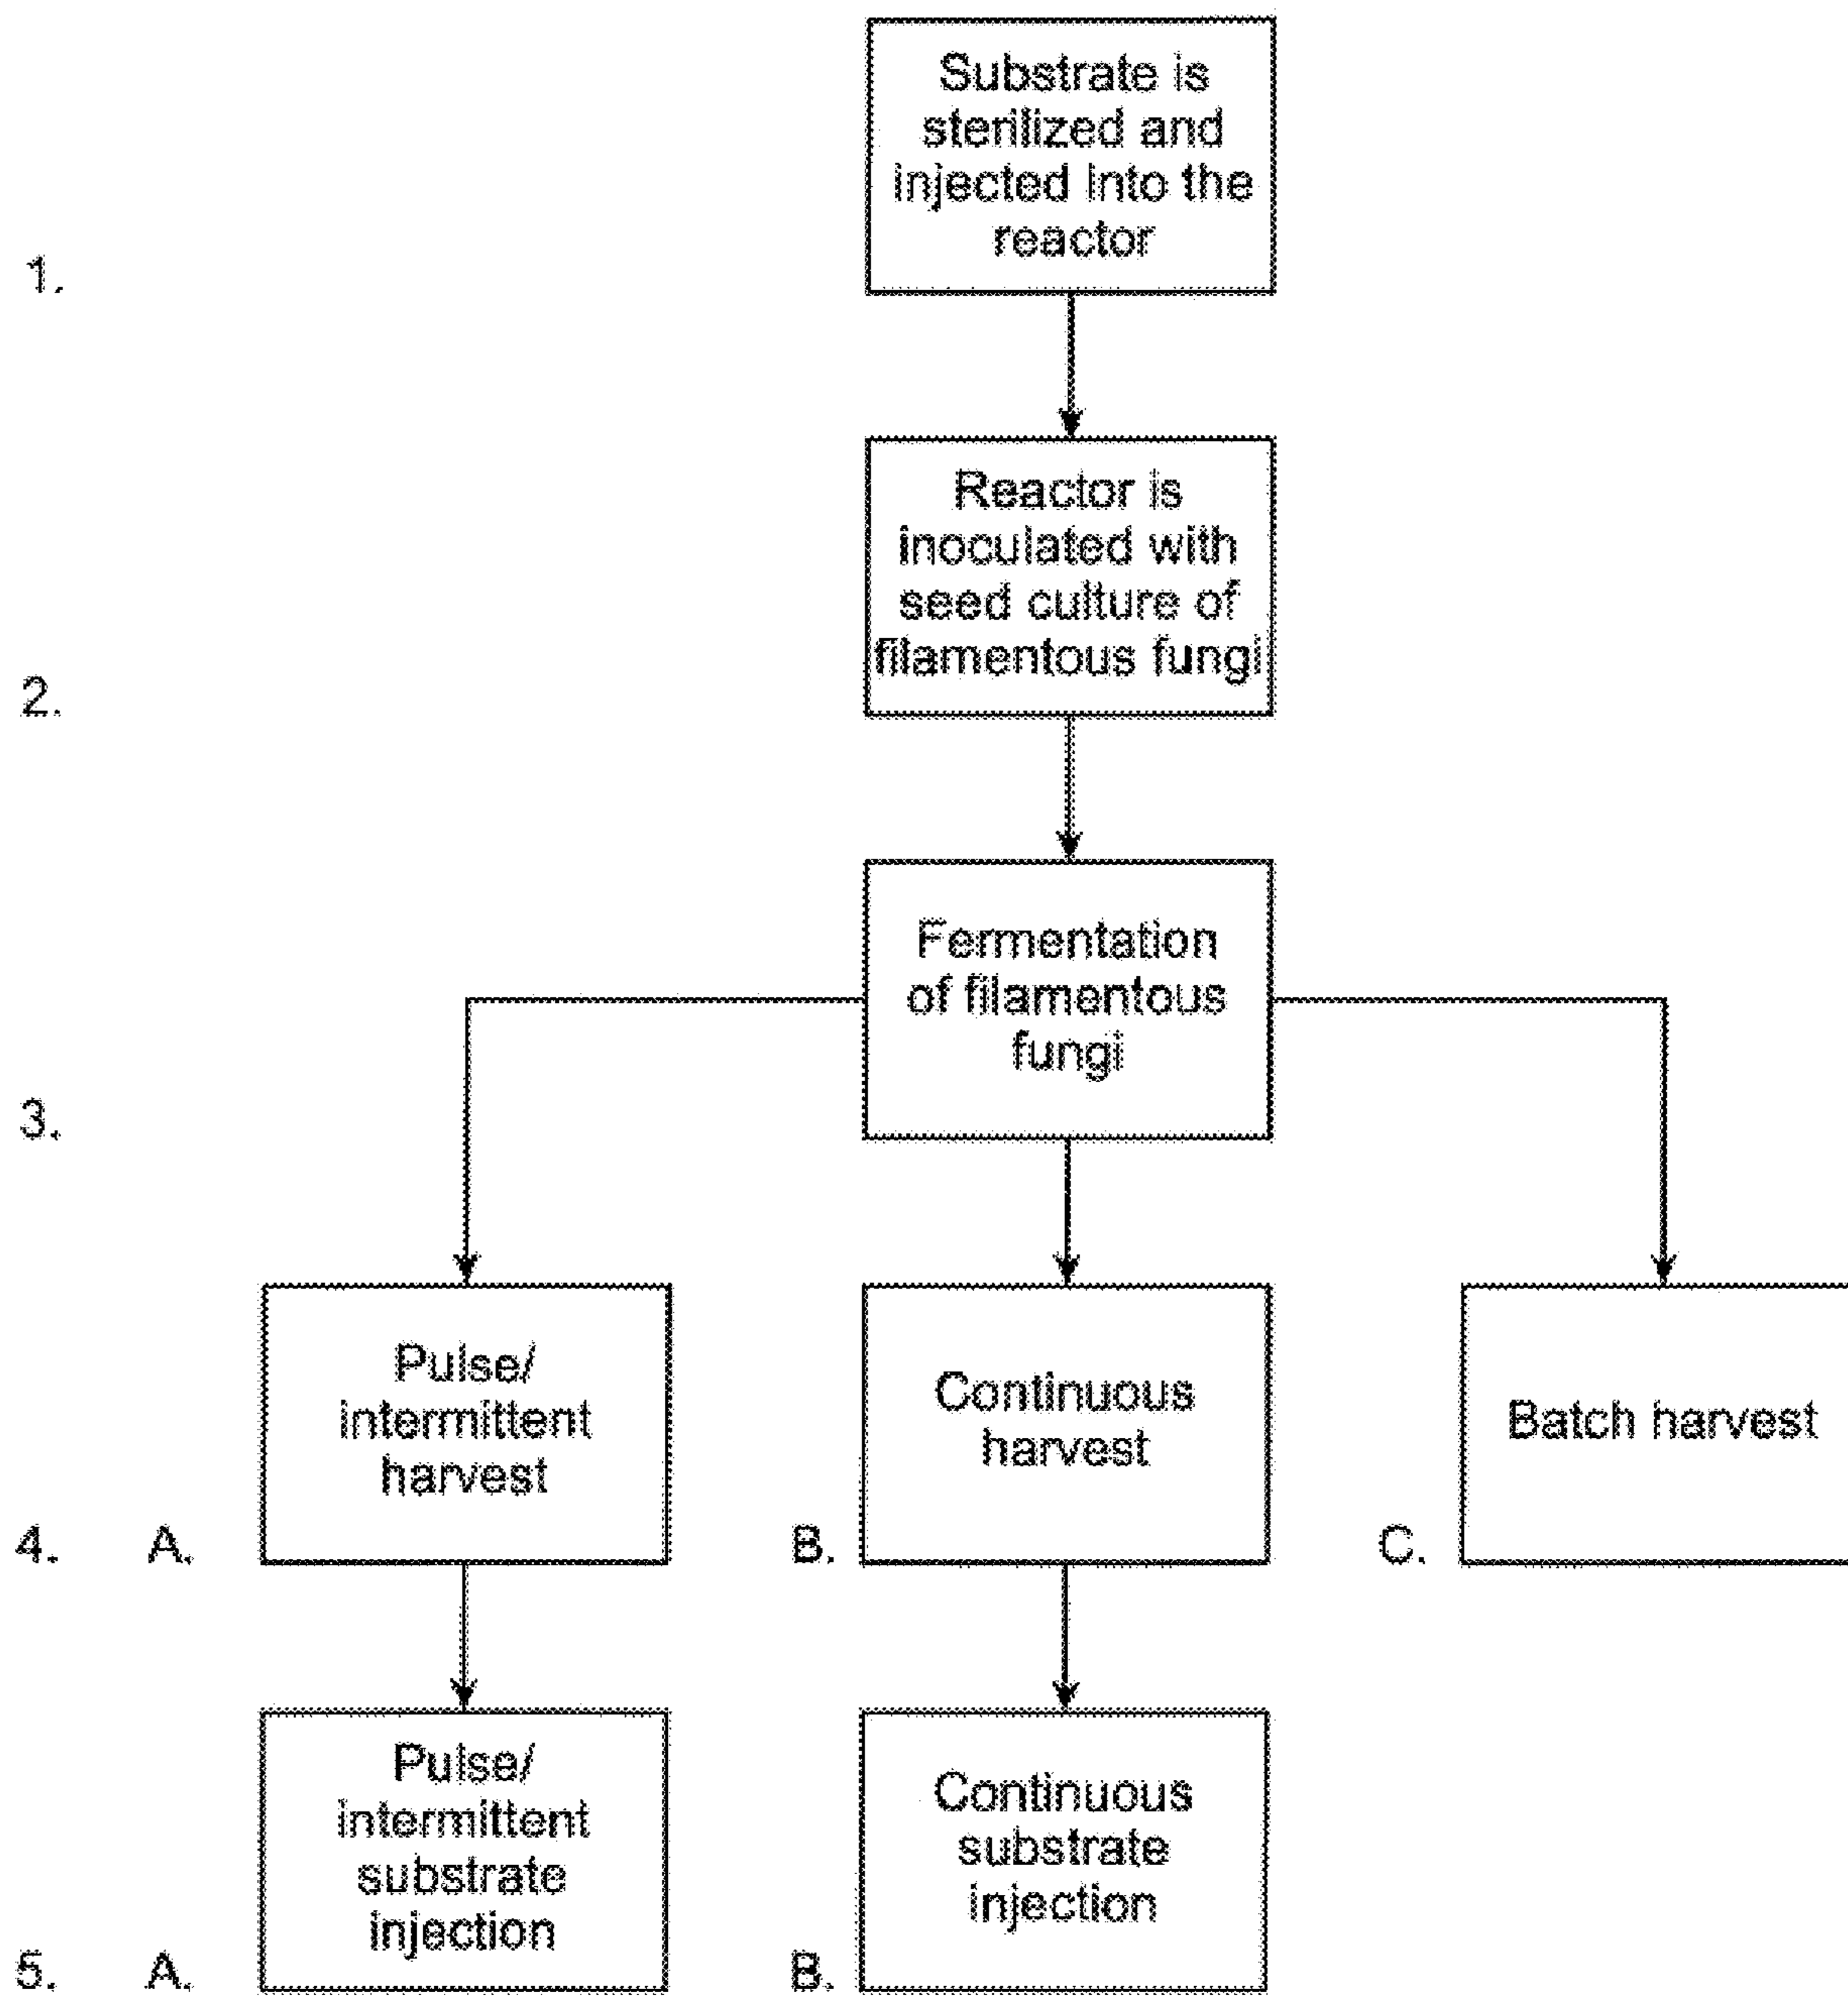 Substrate is
sterilized and
injected into the
reactor
1.
Reactor is
inoculated with
seed culture of
filamentous fungi
2.
Fermentation
of filamentous
fungi
3.
Pulse/
intermittent
harvest
Continuous
harvest
Batch harvest
4. A. B. C.
Pulse/
intermittent
substrate
injection
Continuous
substrate
injection
5. A. B.